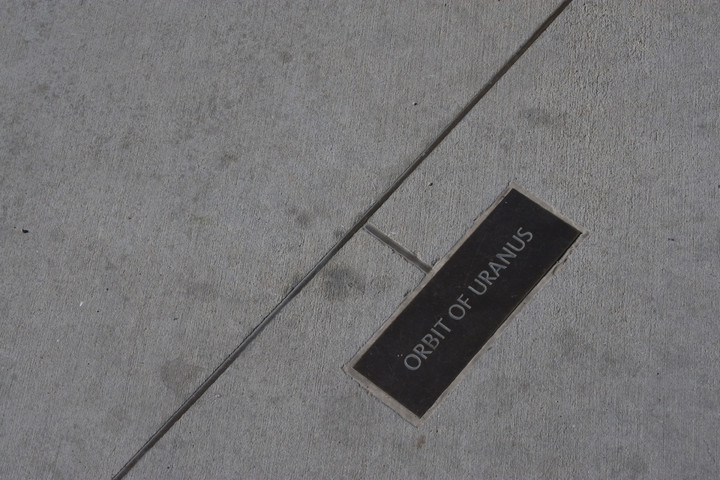 ORBIT OF URANUS